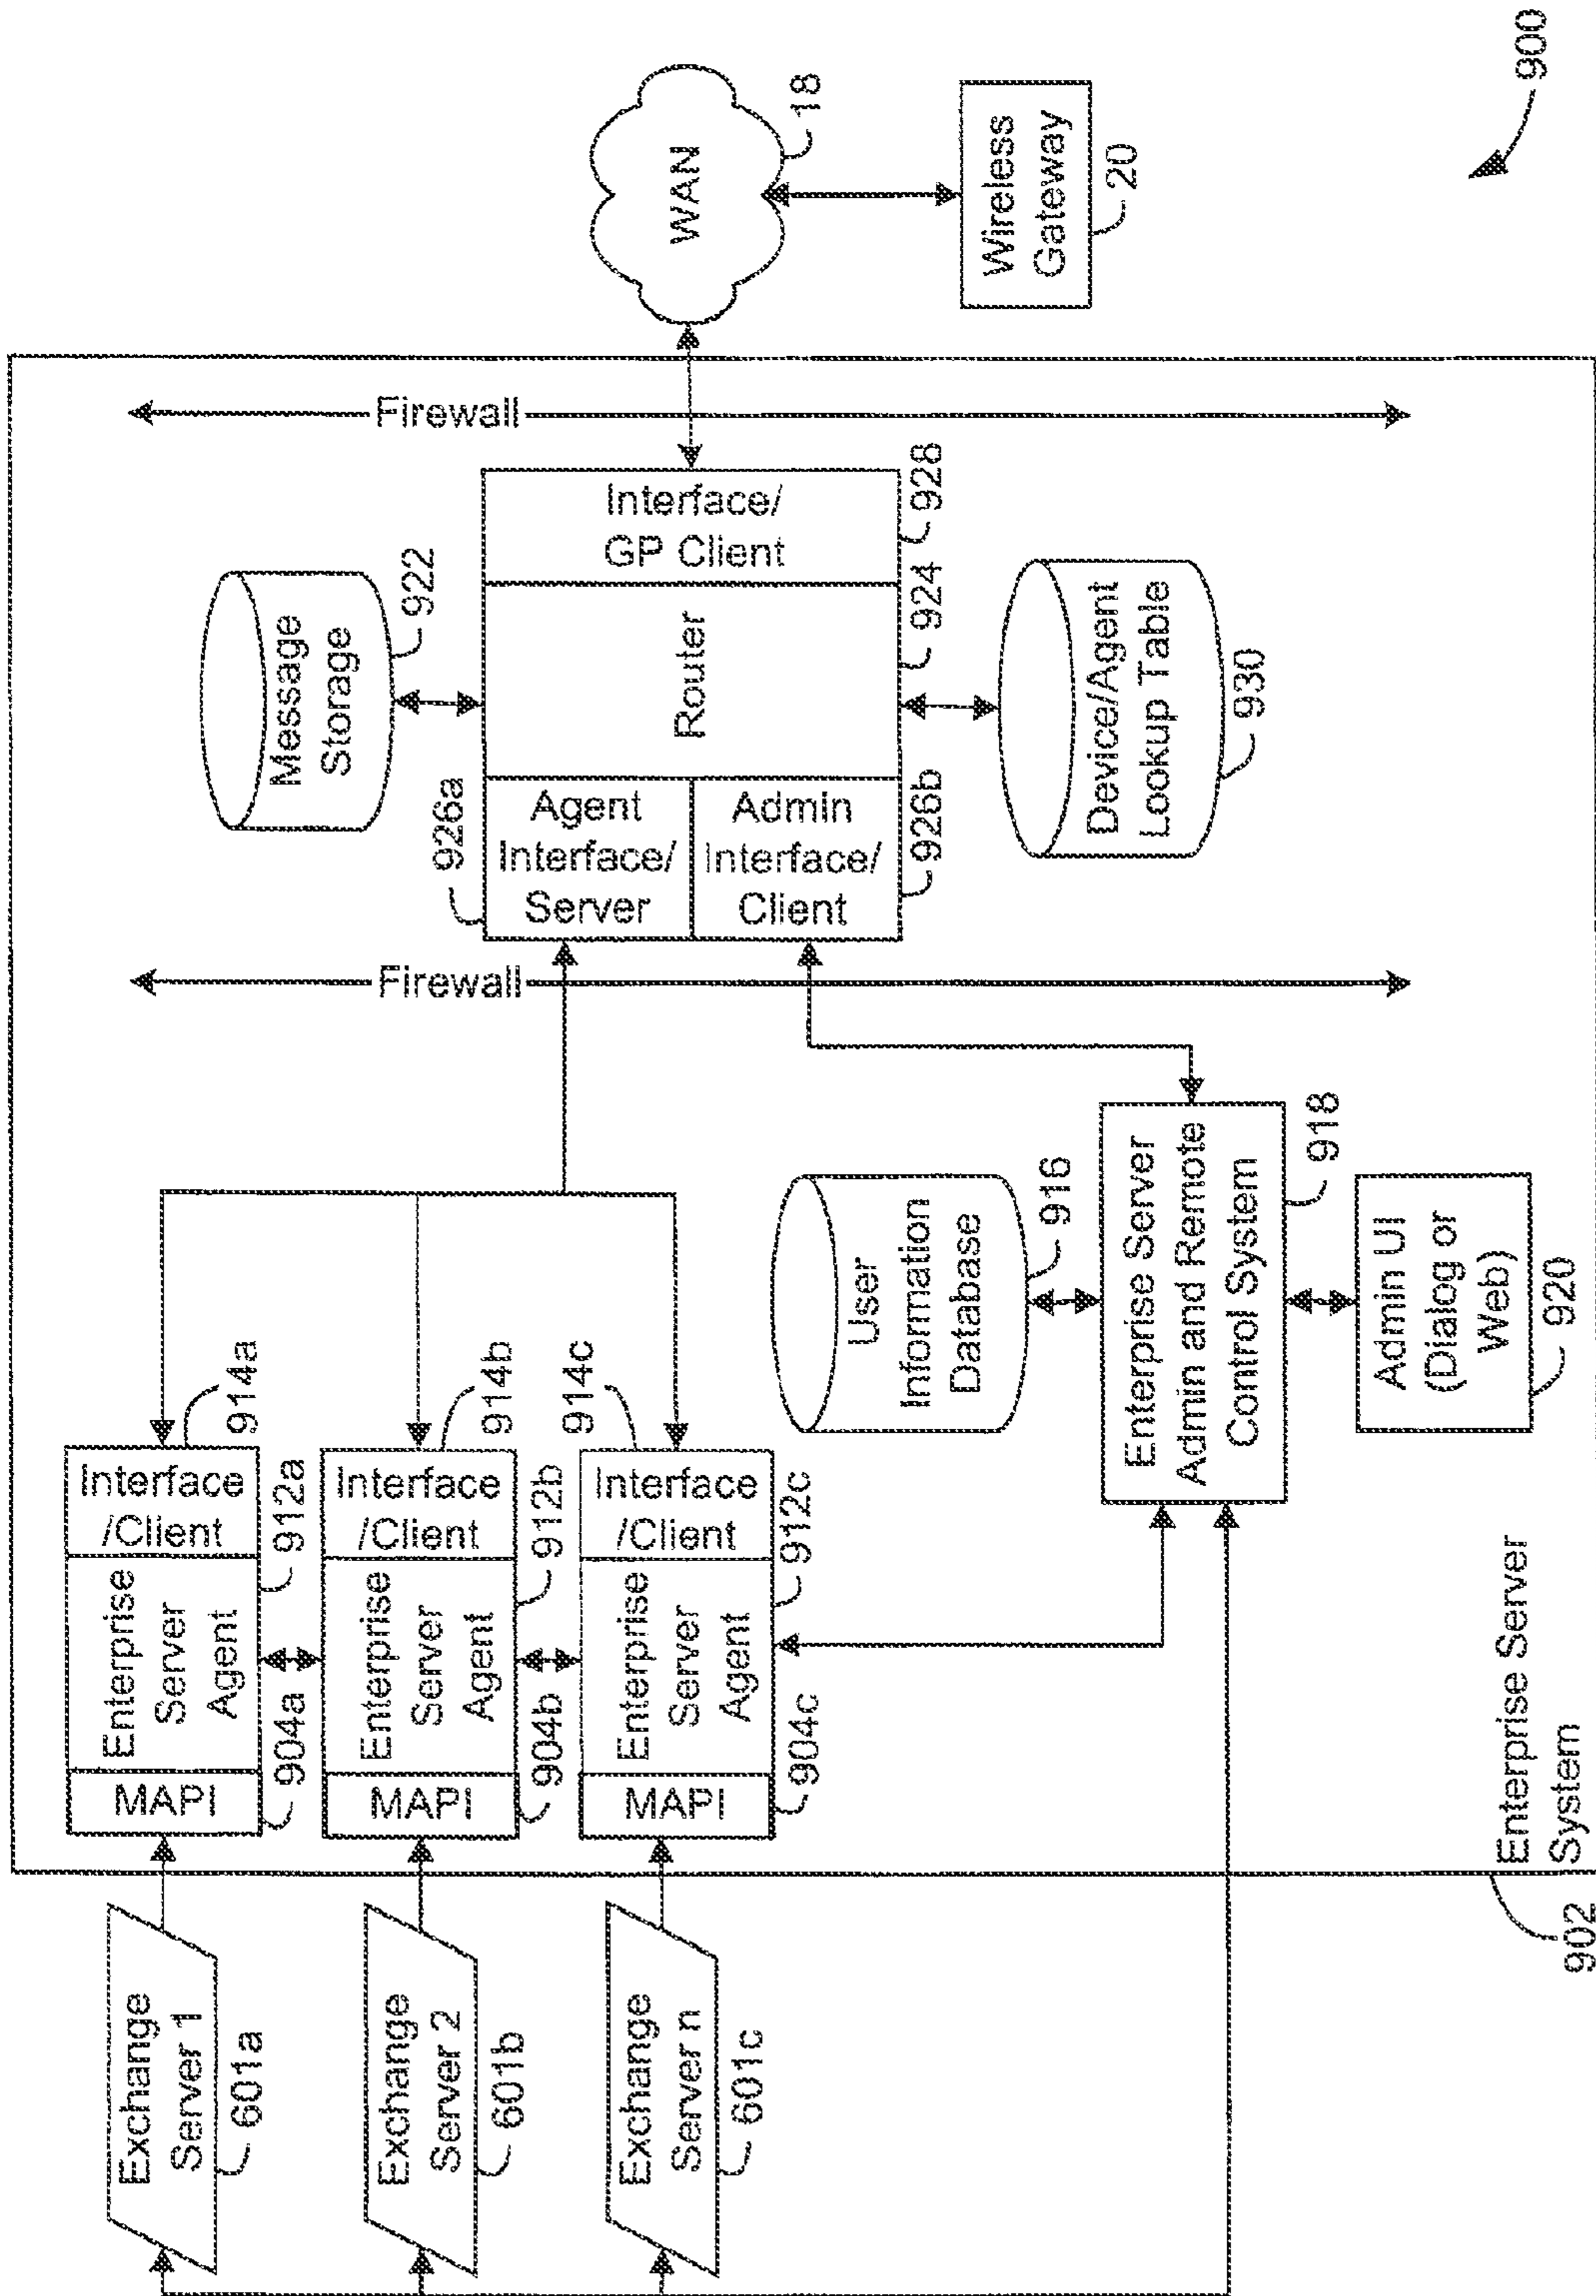 Exchange
Server 1
601a
Exchange
Server 2
601b
Exchange
Server n
601c
MAPI
904a
Enterprise
Server
Agent
912a
Interface
/Client
914a
MAPI
904b
Enterprise
Server
Agent
912b
Interface
/Client
914b
MAPI
904c
Enterprise
Server
Agent
912c
Interface
/Client
914c
User
Information
Database
916
Enterprise Server
Admin and Remote
Control System
918
Admin UI
(Dialog or
Web)
920
Enterprise Server
System
902
Firewall
Message
Storage
922
926a
Agent
Interface/
Server
Admin
Interface/
Client
926b
Router
924
Interface/
GP Client
928
Device/Agent
Lookup Table
930
Firewall
WAN
18
Wireless
Gateway
20
900